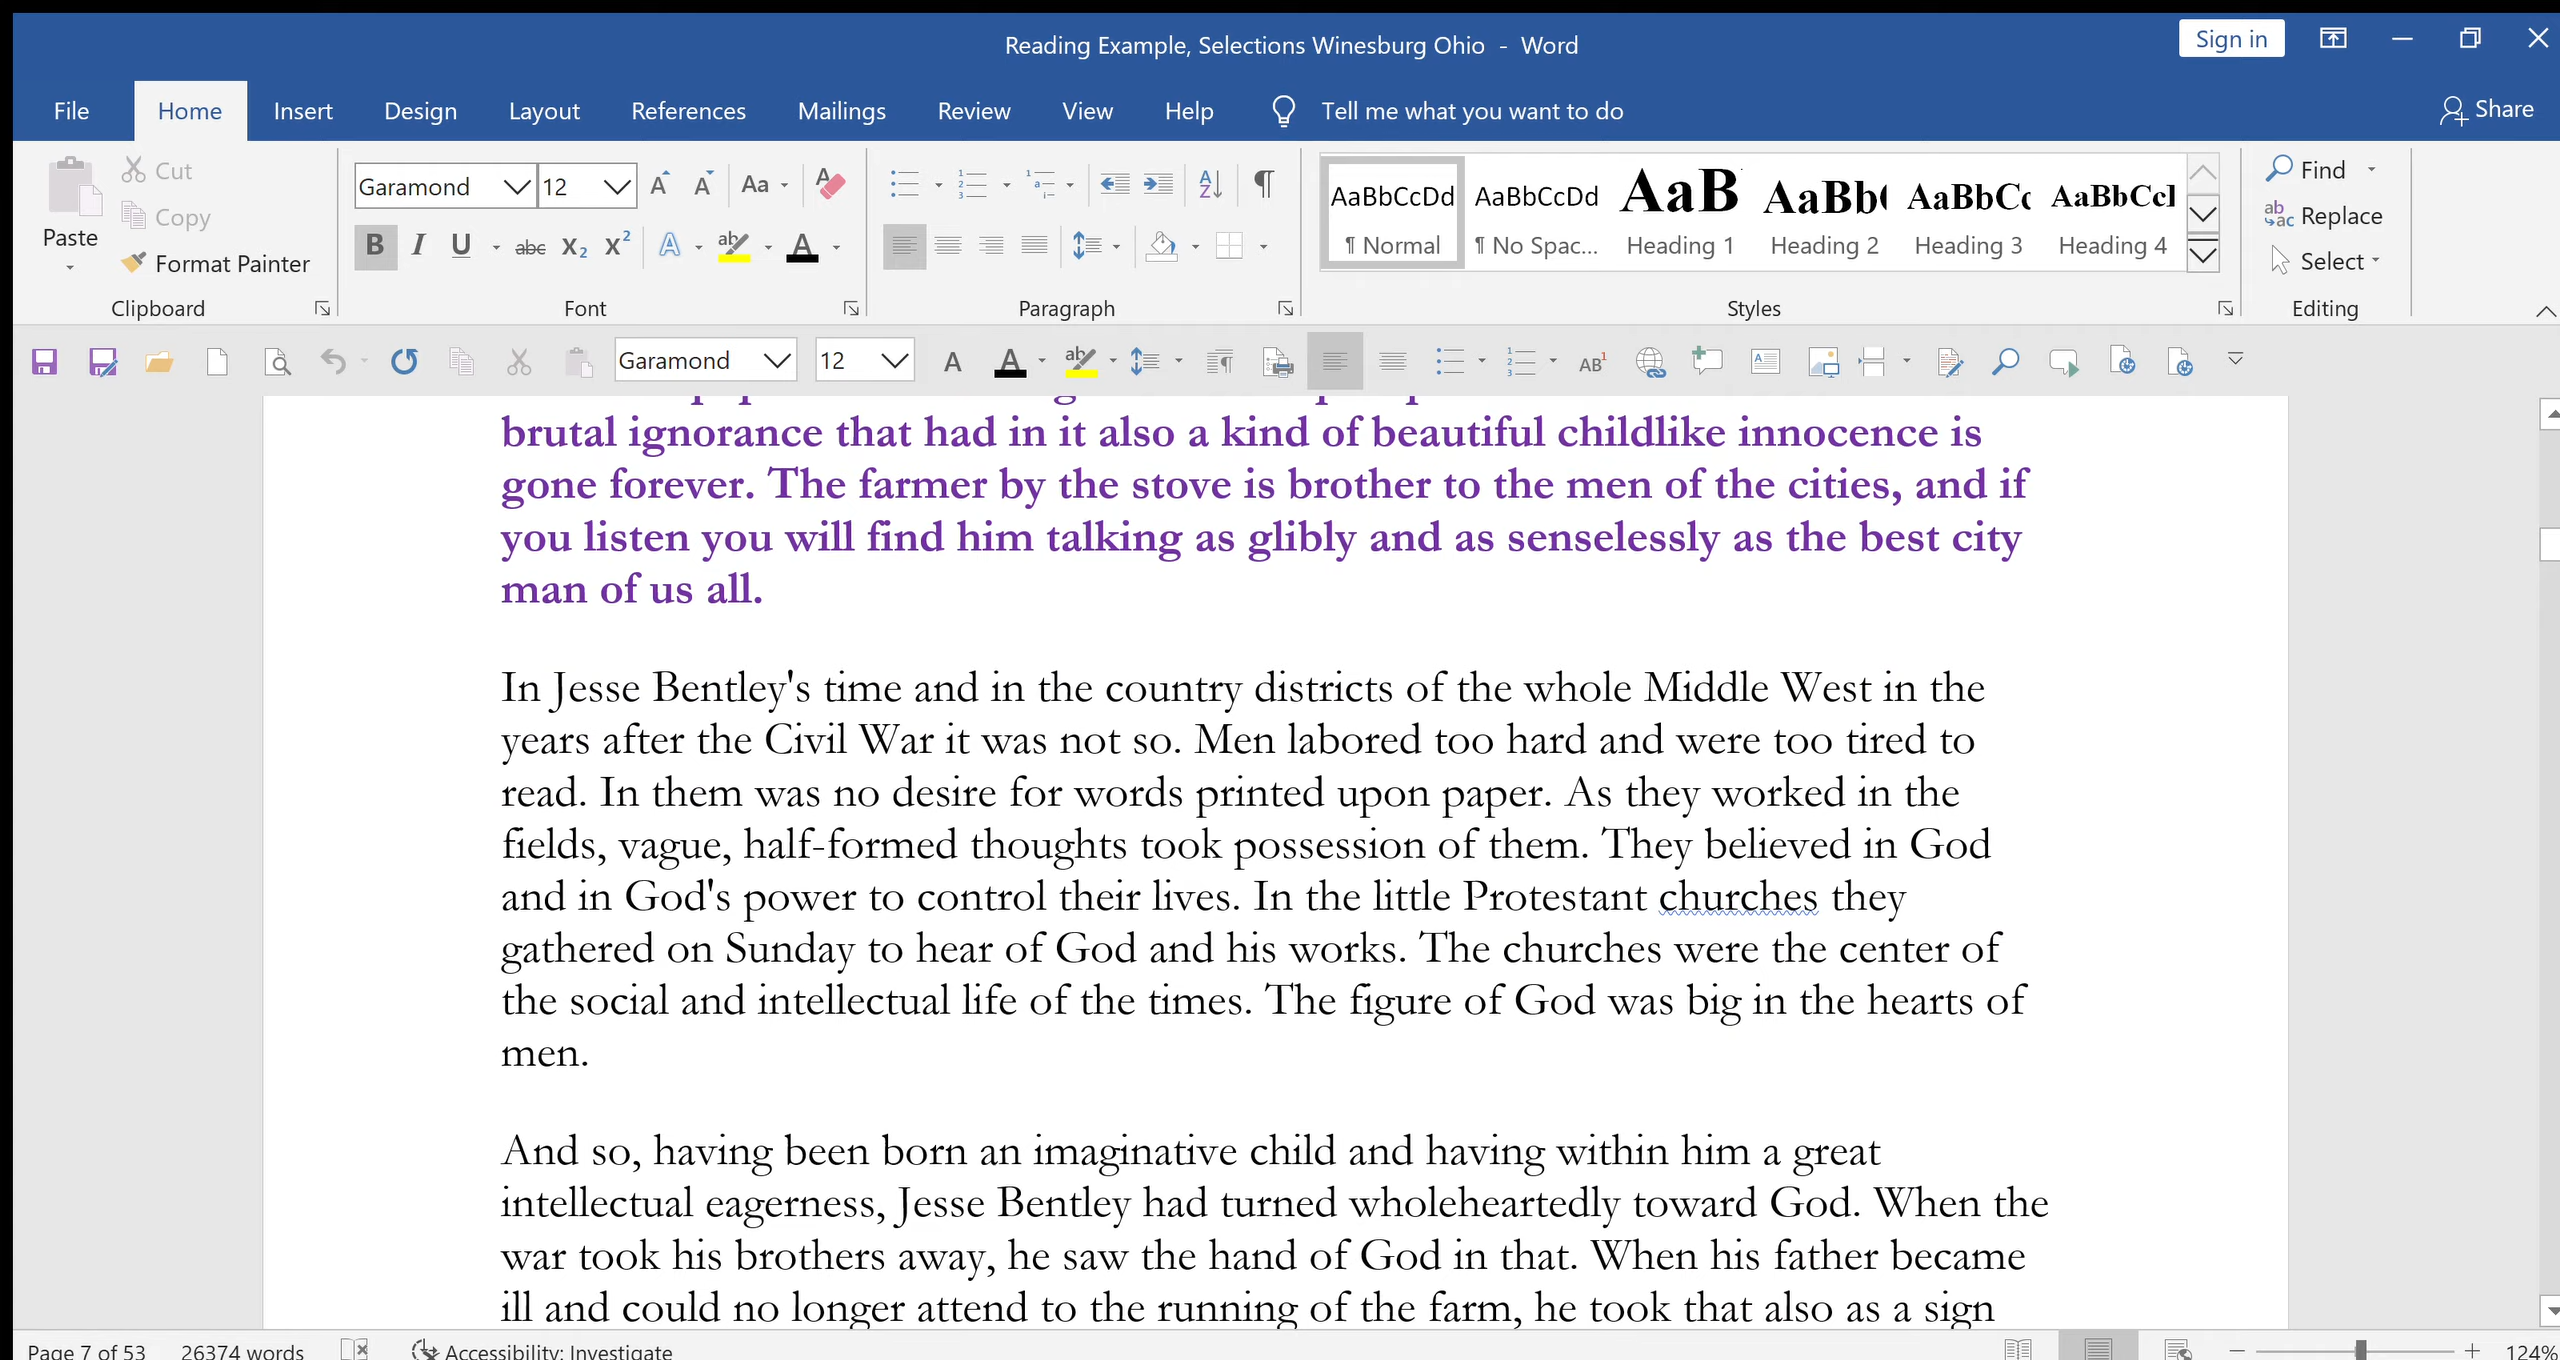 Reading Example, Selections Winesburg Ohio - Word
Sign in
File Home Insert Design Layout References Mailings Review View Help Tell me what you want to do
Share
Paste
Cut
Copy
Format Painter
Clipboard
Garamond 12
Font
Paragraph
AaBbCcDd AaBbCcDd AaB AaBb AaBbCc AaBbCcI
¶ Normal ¶ No Spac... Heading 1 Heading 2 Heading 3 Heading 4
Styles
Find
Replace
Select
Editing
Garamond 12
brutal ignorance that had in it also a kind of beautiful childlike innocence is
gone forever. The farmer by the stove is brother to the men of the cities, and if
you listen you will find him talking as glibly and as senselessly as the best city
man of us all.
In Jesse Bentley's time and in the country districts of the whole Middle West in the
years after the Civil War it was not so. Men labored too hard and were too tired to
read. In them was no desire for words printed upon paper. As they worked in the
fields, vague, half-formed thoughts took possession of them. They believed in God
and in God's power to control their lives. In the little Protestant churches they
gathered on Sunday to hear of God and his works. The churches were the center of
the social and intellectual life of the times. The figure of God was big in the hearts of
men.
And so, having been born an imaginative child and having within him a great
intellectual eagerness, Jesse Bentley had turned wholeheartedly toward God. When the
war took his brothers away, he saw the hand of God in that. When his father became
ill and could no longer attend to the running of the farm, he took that also as a sign
Page 7 of 53 26374 words Accessibility: Investigate 124%